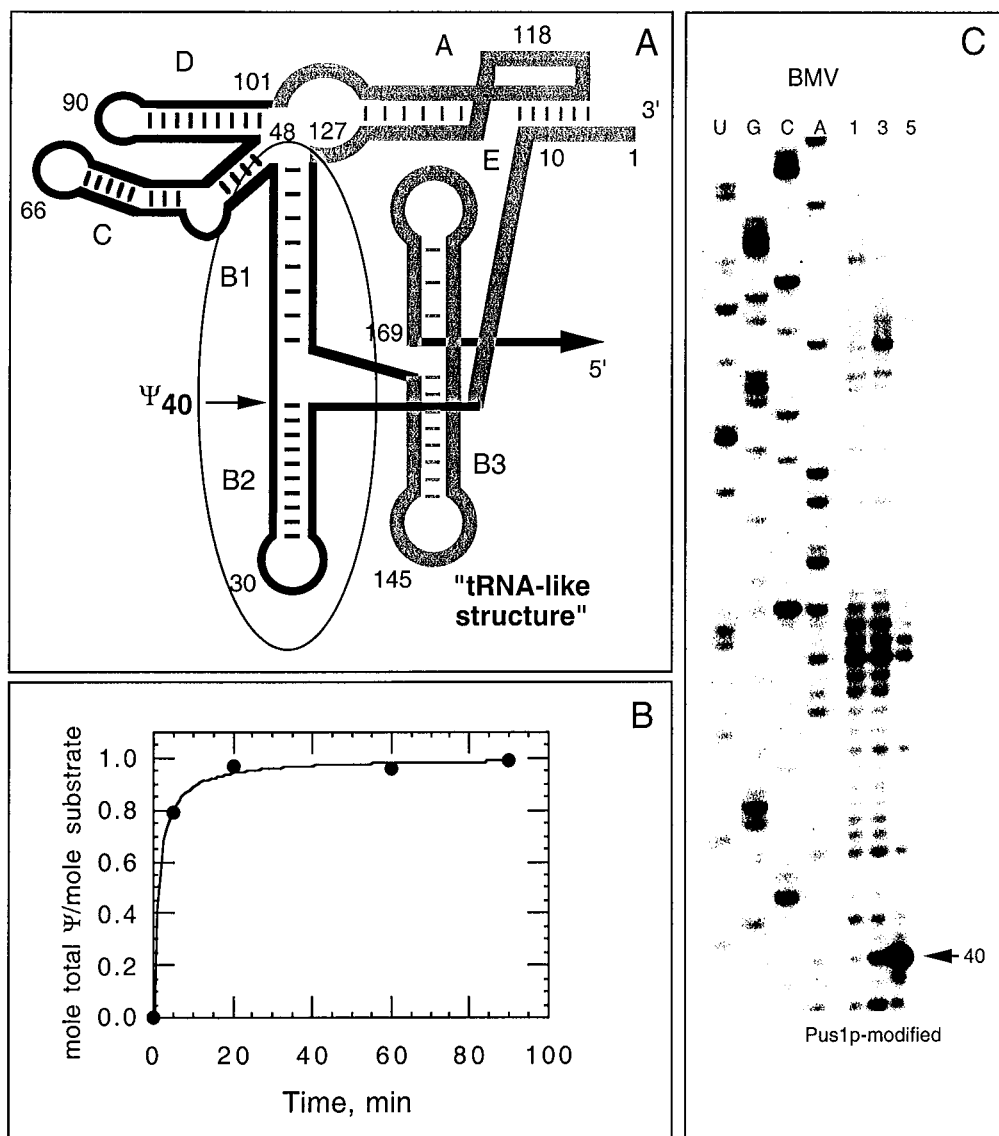 A
118
A
D
101
90
3'
48
127
E
10
1
66
C
B1
169
5'
Ψ40
B2
B3
30
145
"tRNA-like
structure"
B
mole total Ψ/mole substrate
1.0
0.8
0.6
0.4
0.2
0.0
0 20 40 60 80 100
Time, min
C
BMV
U G C A 1 3 5
40
Pus1p-modified